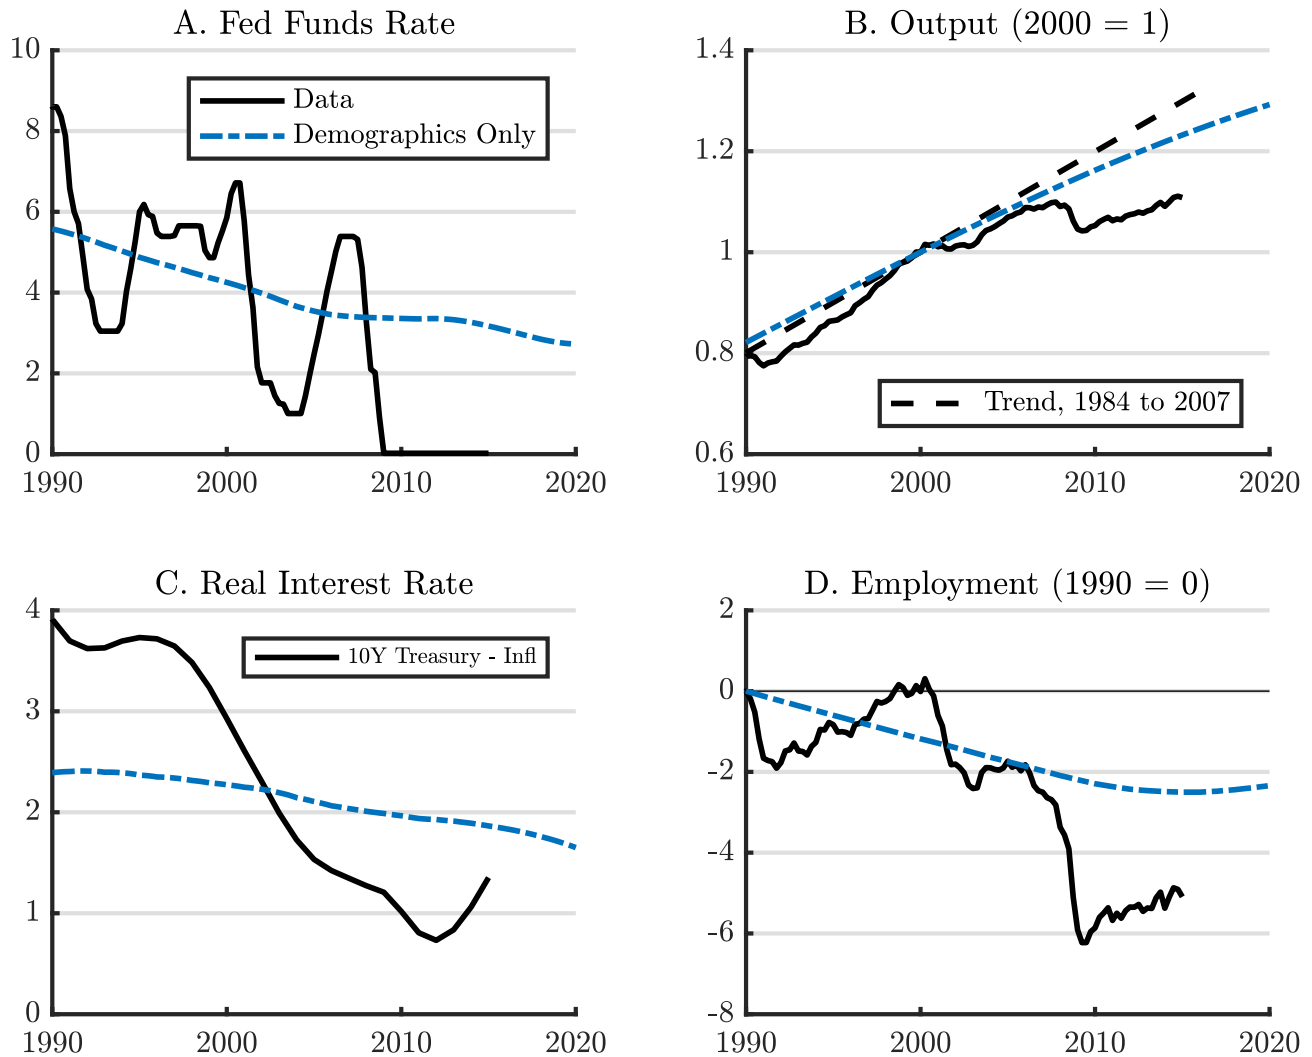 A. Fed Funds Rate
10
8
6
4
2
0
1990 2000 2010 2020
Data
Demographics Only
B. Output (2000 = 1)
1.4
1.2
1
0.8
0.6
1990 2000 2010 2020
Trend, 1984 to 2007
C. Real Interest Rate
4
3
2
1
0
1990 2000 2010 2020
10Y Treasury - Infl
D. Employment (1990 = 0)
2
0
-2
-4
-6
-8
1990 2000 2010 2020